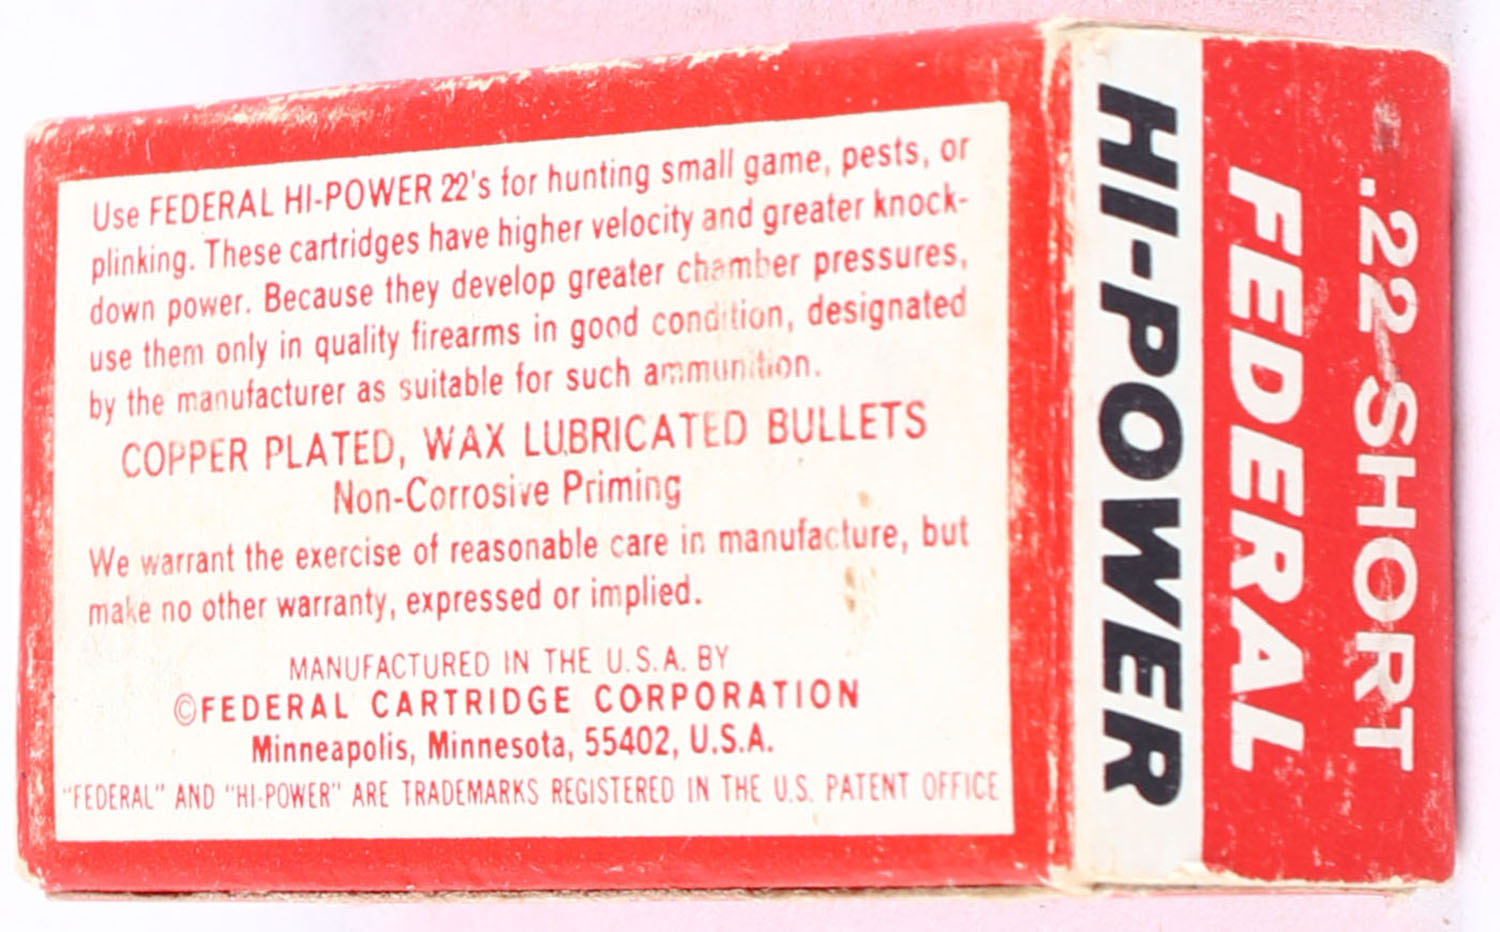 Use FEDERAL HI-POWER 22's for hunting small game, pests, or
plinking. These cartridges have higher velocity and greater knock-
down power. Because they develop greater chamber pressures,
use them only in quality firearms in good condition, designated
by the manufacturer as suitable for such ammunition.
COPPER PLATED, WAX LUBRICATED BULLETS
Non-Corrosive Priming
We warrant the exercise of reasonable care in manufacture, but
make no other warranty, expressed or implied.
MANUFACTURED IN THE U.S.A. BY
©FEDERAL CARTRIDGE CORPORATION
Minneapolis, Minnesota, 55402, U.S.A.
"FEDERAL" AND "HI-POWER" ARE TRADEMARKS REGISTERED IN THE U.S. PATENT OFFICE
.22 SHORT
FEDERAL
HI-POWER